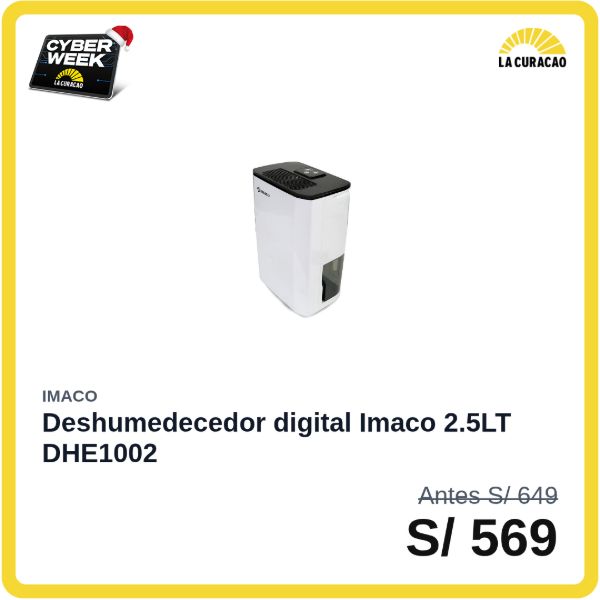 CYBER
WEEK
LA CURACAO
LA CURACAO
IMACO
Deshumedecedor digital Imaco 2.5LT
DHE1002
Antes S/ 649
S/ 569